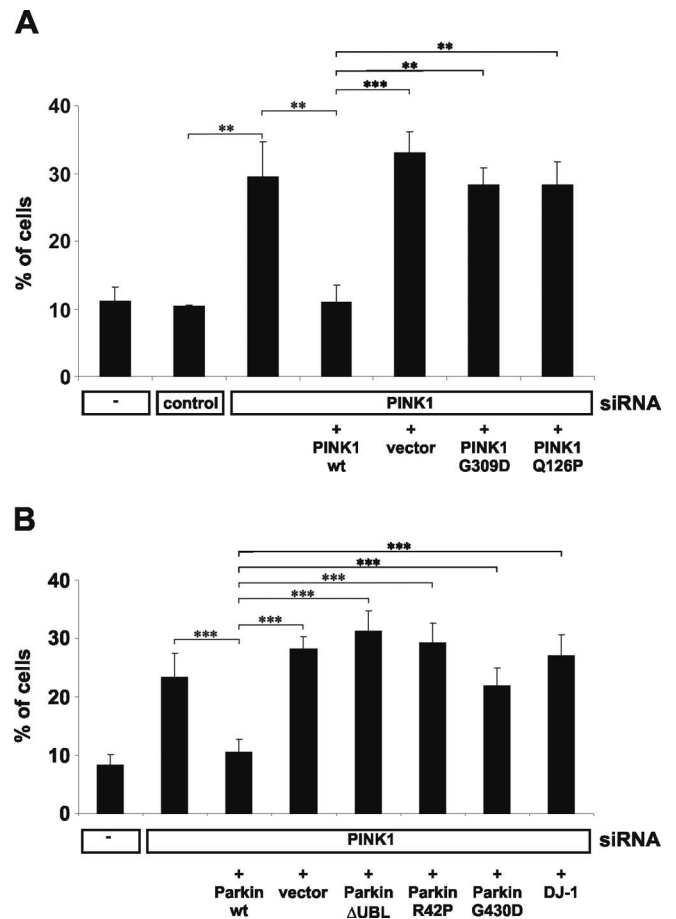 A
**
**
**
**
***
40
30
20
10
0
% of cells
-
control
PINK1
siRNA
+ + + +
PINK1 vector PINK1 PINK1
wt G309D Q126P
B
***
***
***
***
***
***
40
30
20
10
0
% of cells
-
PINK1
siRNA
+ + + + + +
Parkin vector Parkin Parkin Parkin DJ-1
wt ΔUBL R42P G430D